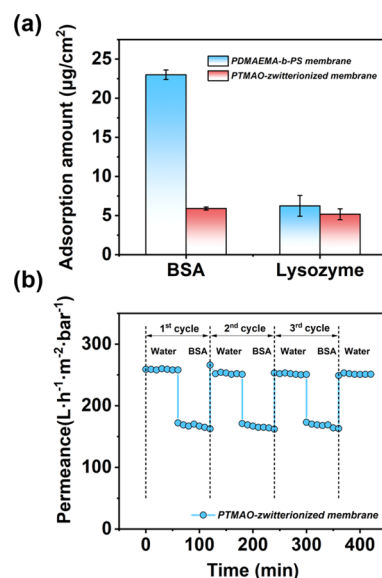 (a)
Adsorption amount (μg/cm²)
25
20
15
10
5
0
PDMAEMA-b-PS membrane
PTMAO-zwitterionized membrane
BSA Lysozyme
(b)
Permeance(L·h⁻¹·m⁻²·bar⁻¹)
300
250
150
0
1st cycle 2nd cycle 3rd cycle
Water BSA Water BSA Water BSA Water
PTMAO-zwitterionized membrane
0 100 200 300 400
Time (min)